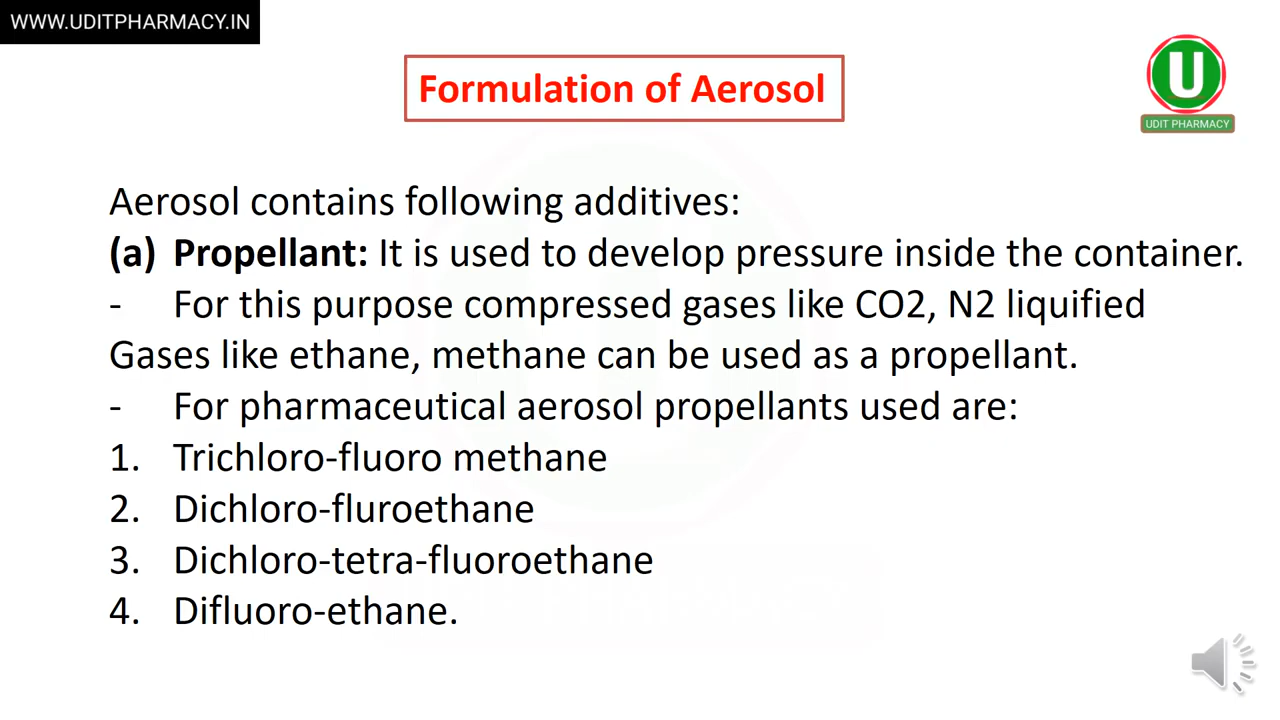 WWW.UDITPHARMACY.IN
Formulation of Aerosol
U
UDIT PHARMACY
Aerosol contains following additives:
(a) Propellant: It is used to develop pressure inside the container.
- For this purpose compressed gases like CO2, N2 liquified
Gases like ethane, methane can be used as a propellant.
- For pharmaceutical aerosol propellants used are:
1. Trichloro-fluoro methane
2. Dichloro-fluroethane
3. Dichloro-tetra-fluoroethane
4. Difluoro-ethane.